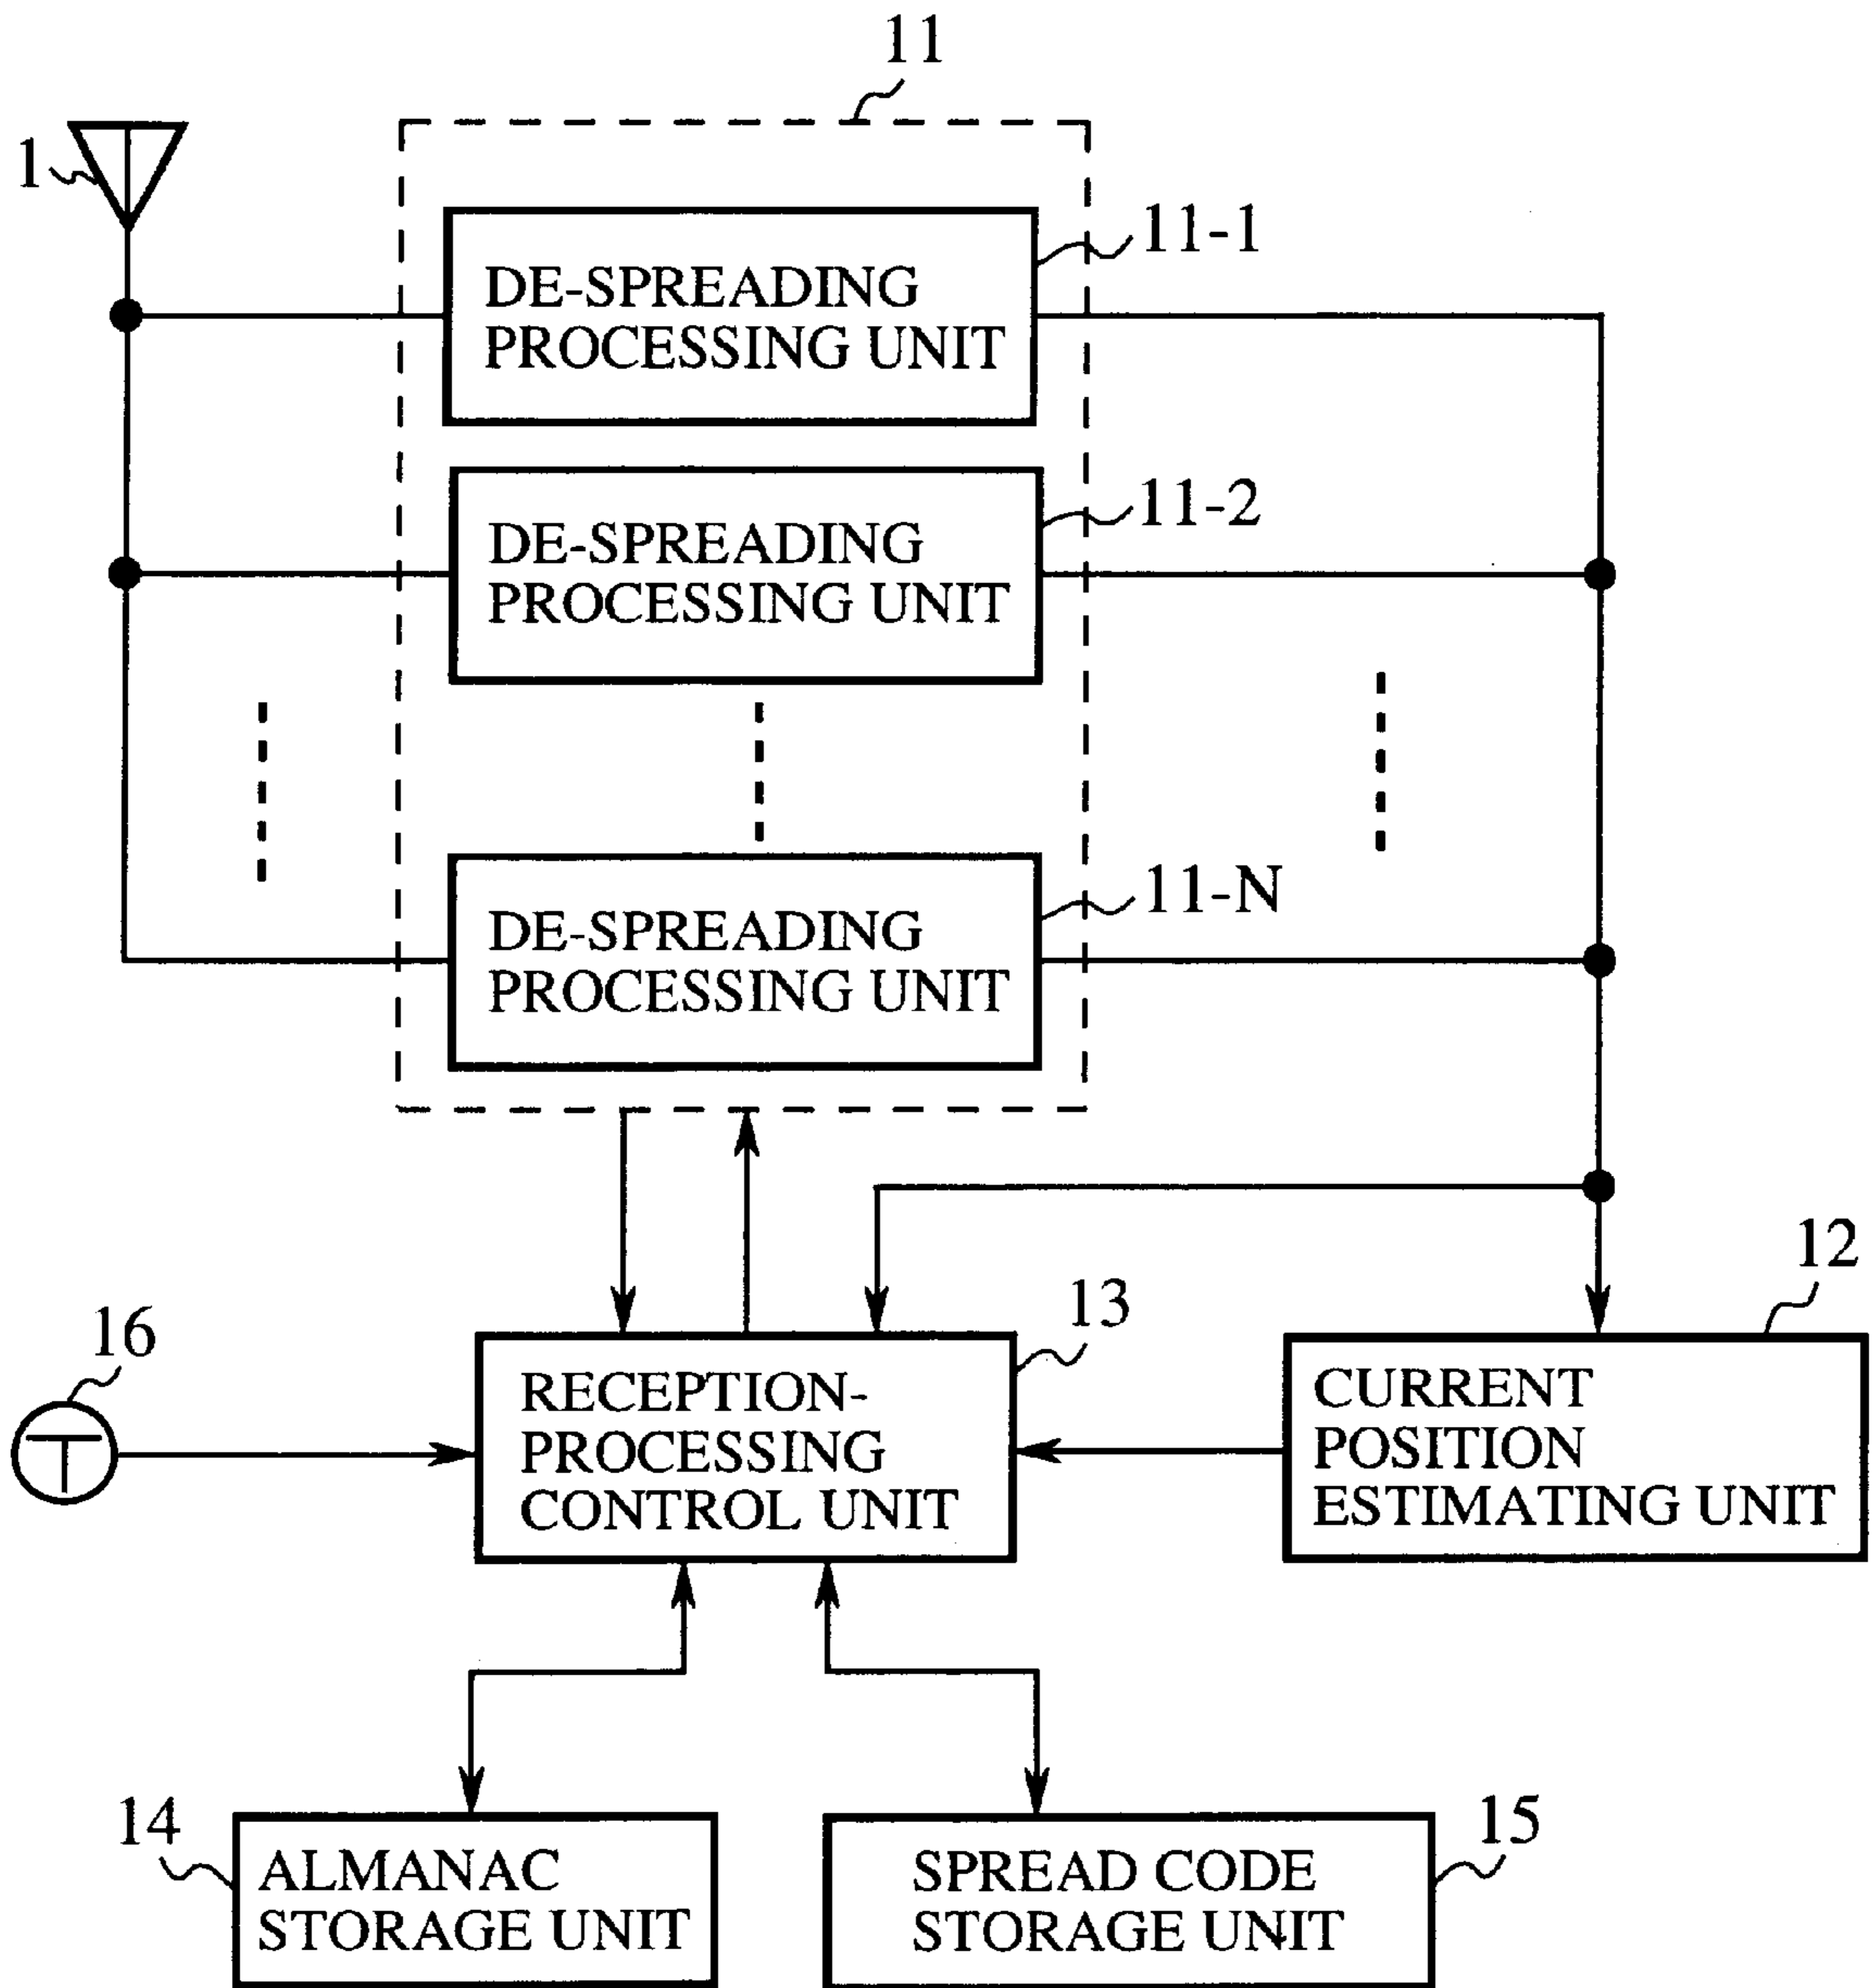 11
1
11-1
DE-SPREADING
PROCESSING UNIT
11-2
DE-SPREADING
PROCESSING UNIT
11-N
DE-SPREADING
PROCESSING UNIT
12
13
16
RECEPTION-
PROCESSING
CONTROL UNIT
CURRENT
POSITION
ESTIMATING UNIT
T
14
15
ALMANAC
STORAGE UNIT
SPREAD CODE
STORAGE UNIT